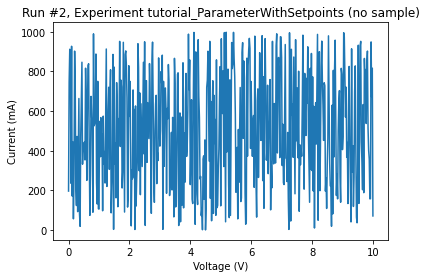 Run #2, Experiment tutorial_ParameterWithSetpoints (no sample)
1000
800
600
400
200
0
Current (mA)
0 2 4 6 8 10
Voltage (V)